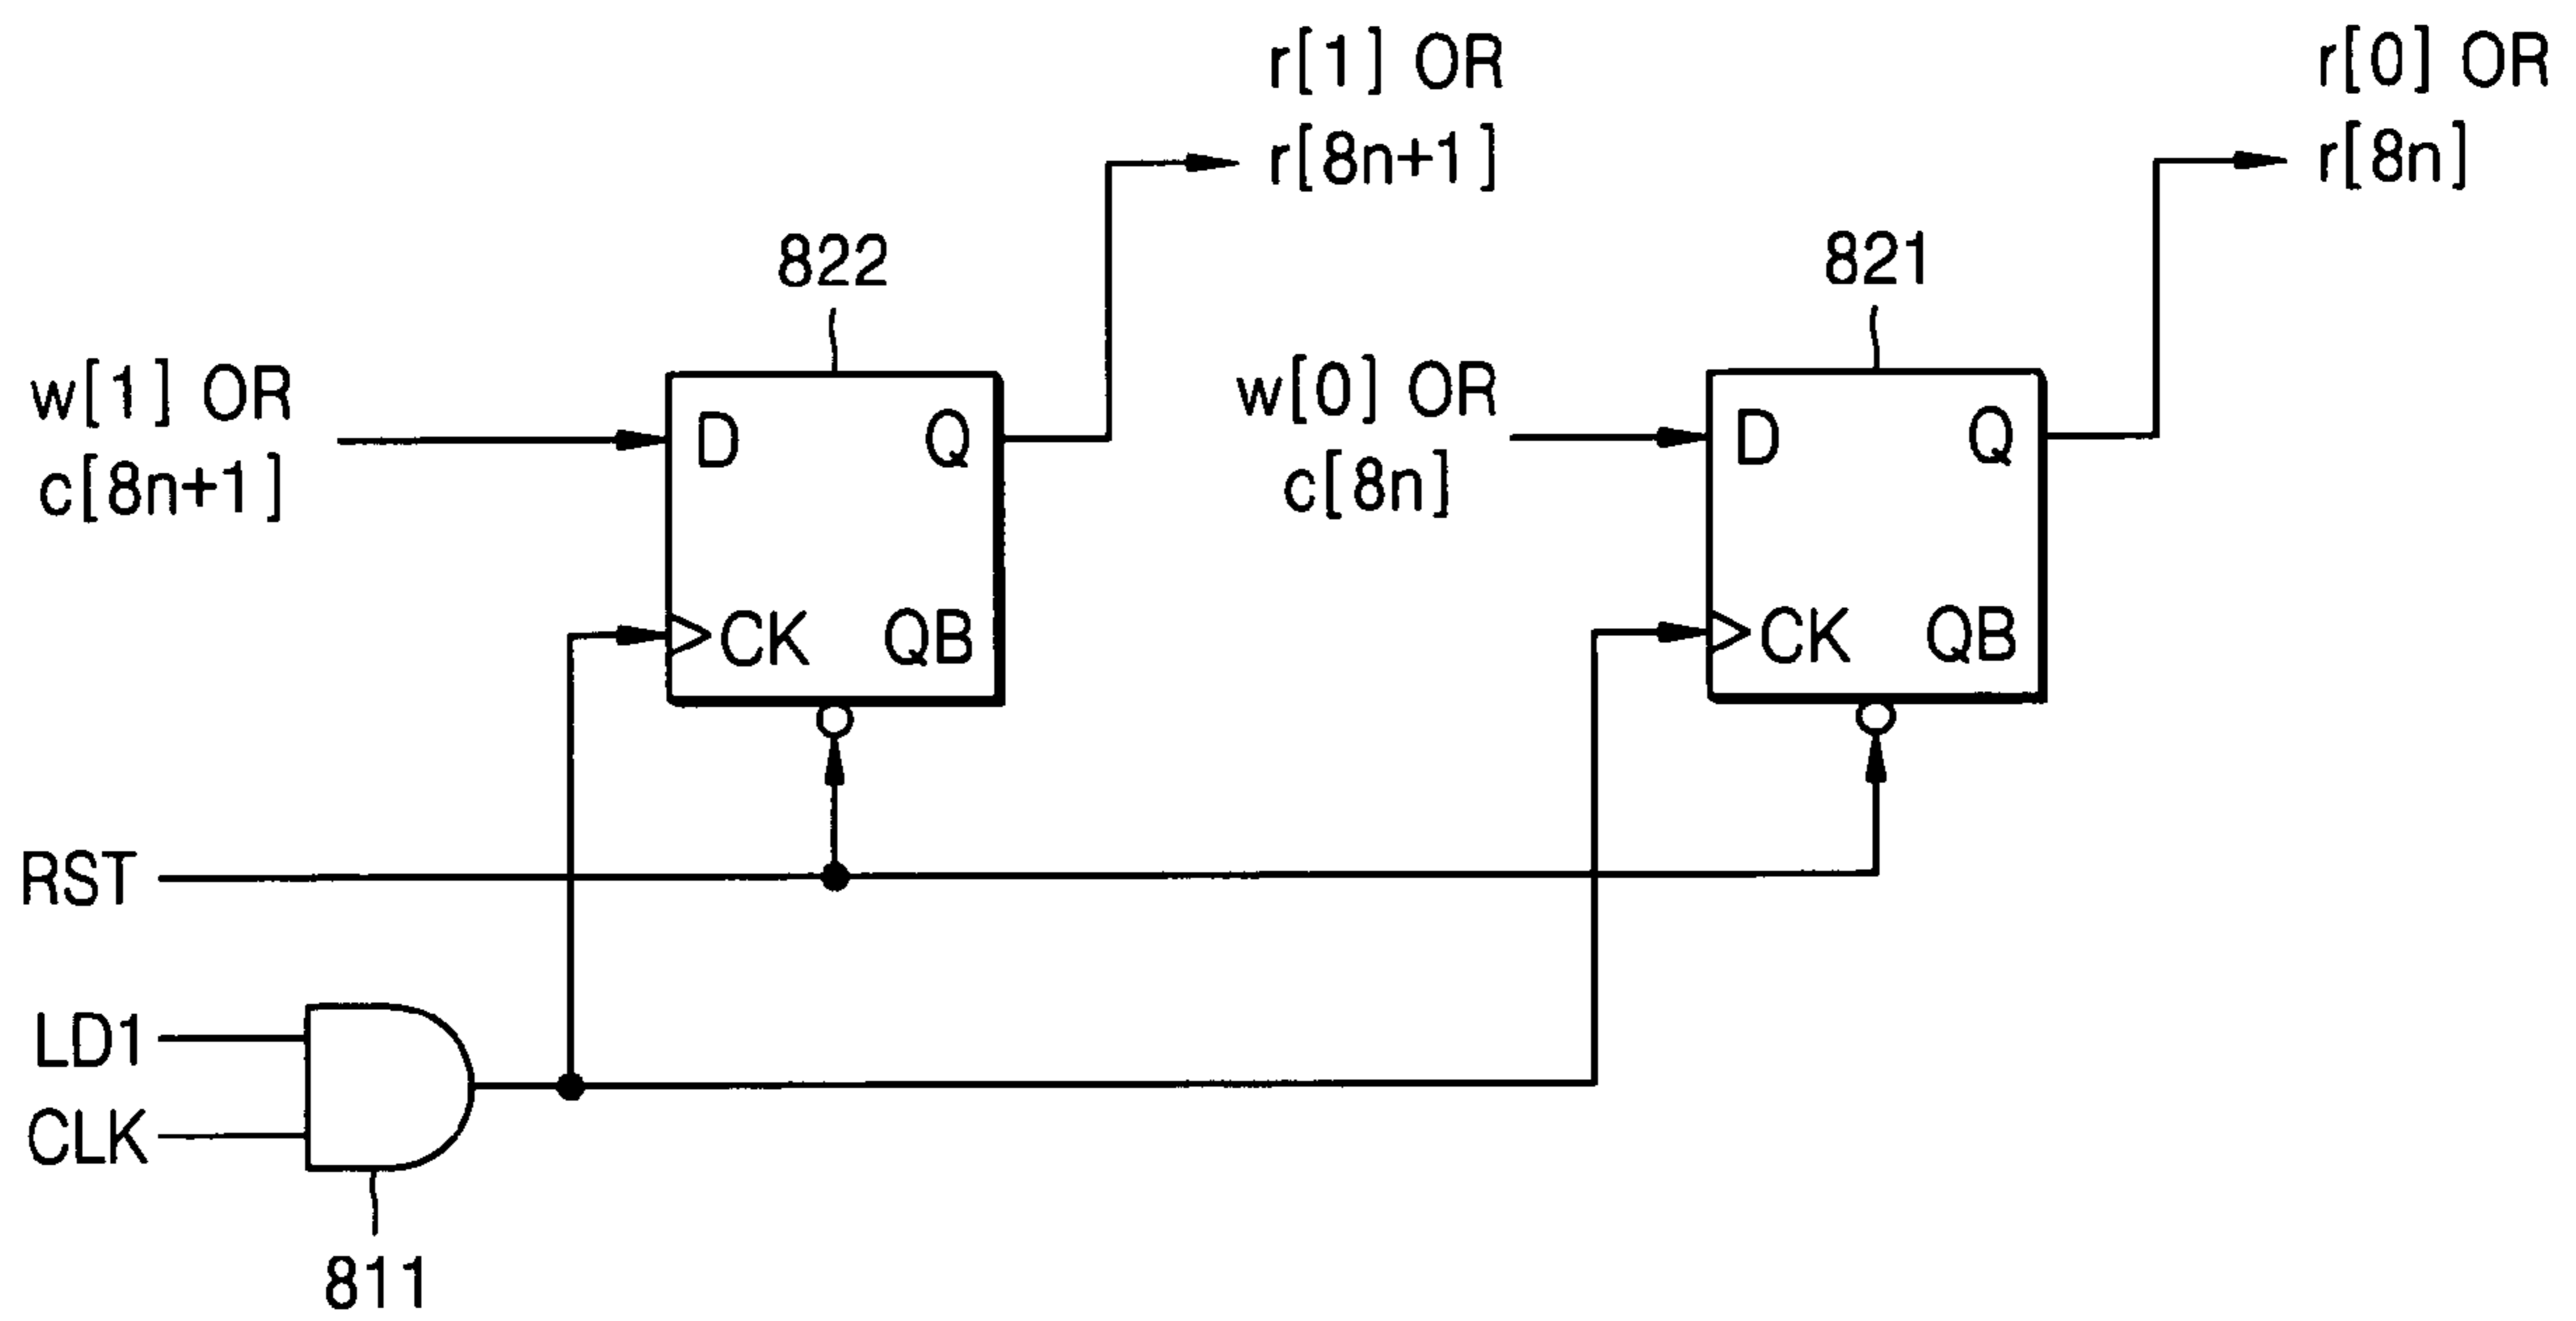 r[1] OR
r[8n+1]
r[0] OR
r[8n]
822
821
w[1] OR
c[8n+1]
D
Q
CK
QB
w[0] OR
c[8n]
D
Q
CK
QB
RST
LD1
CLK
811